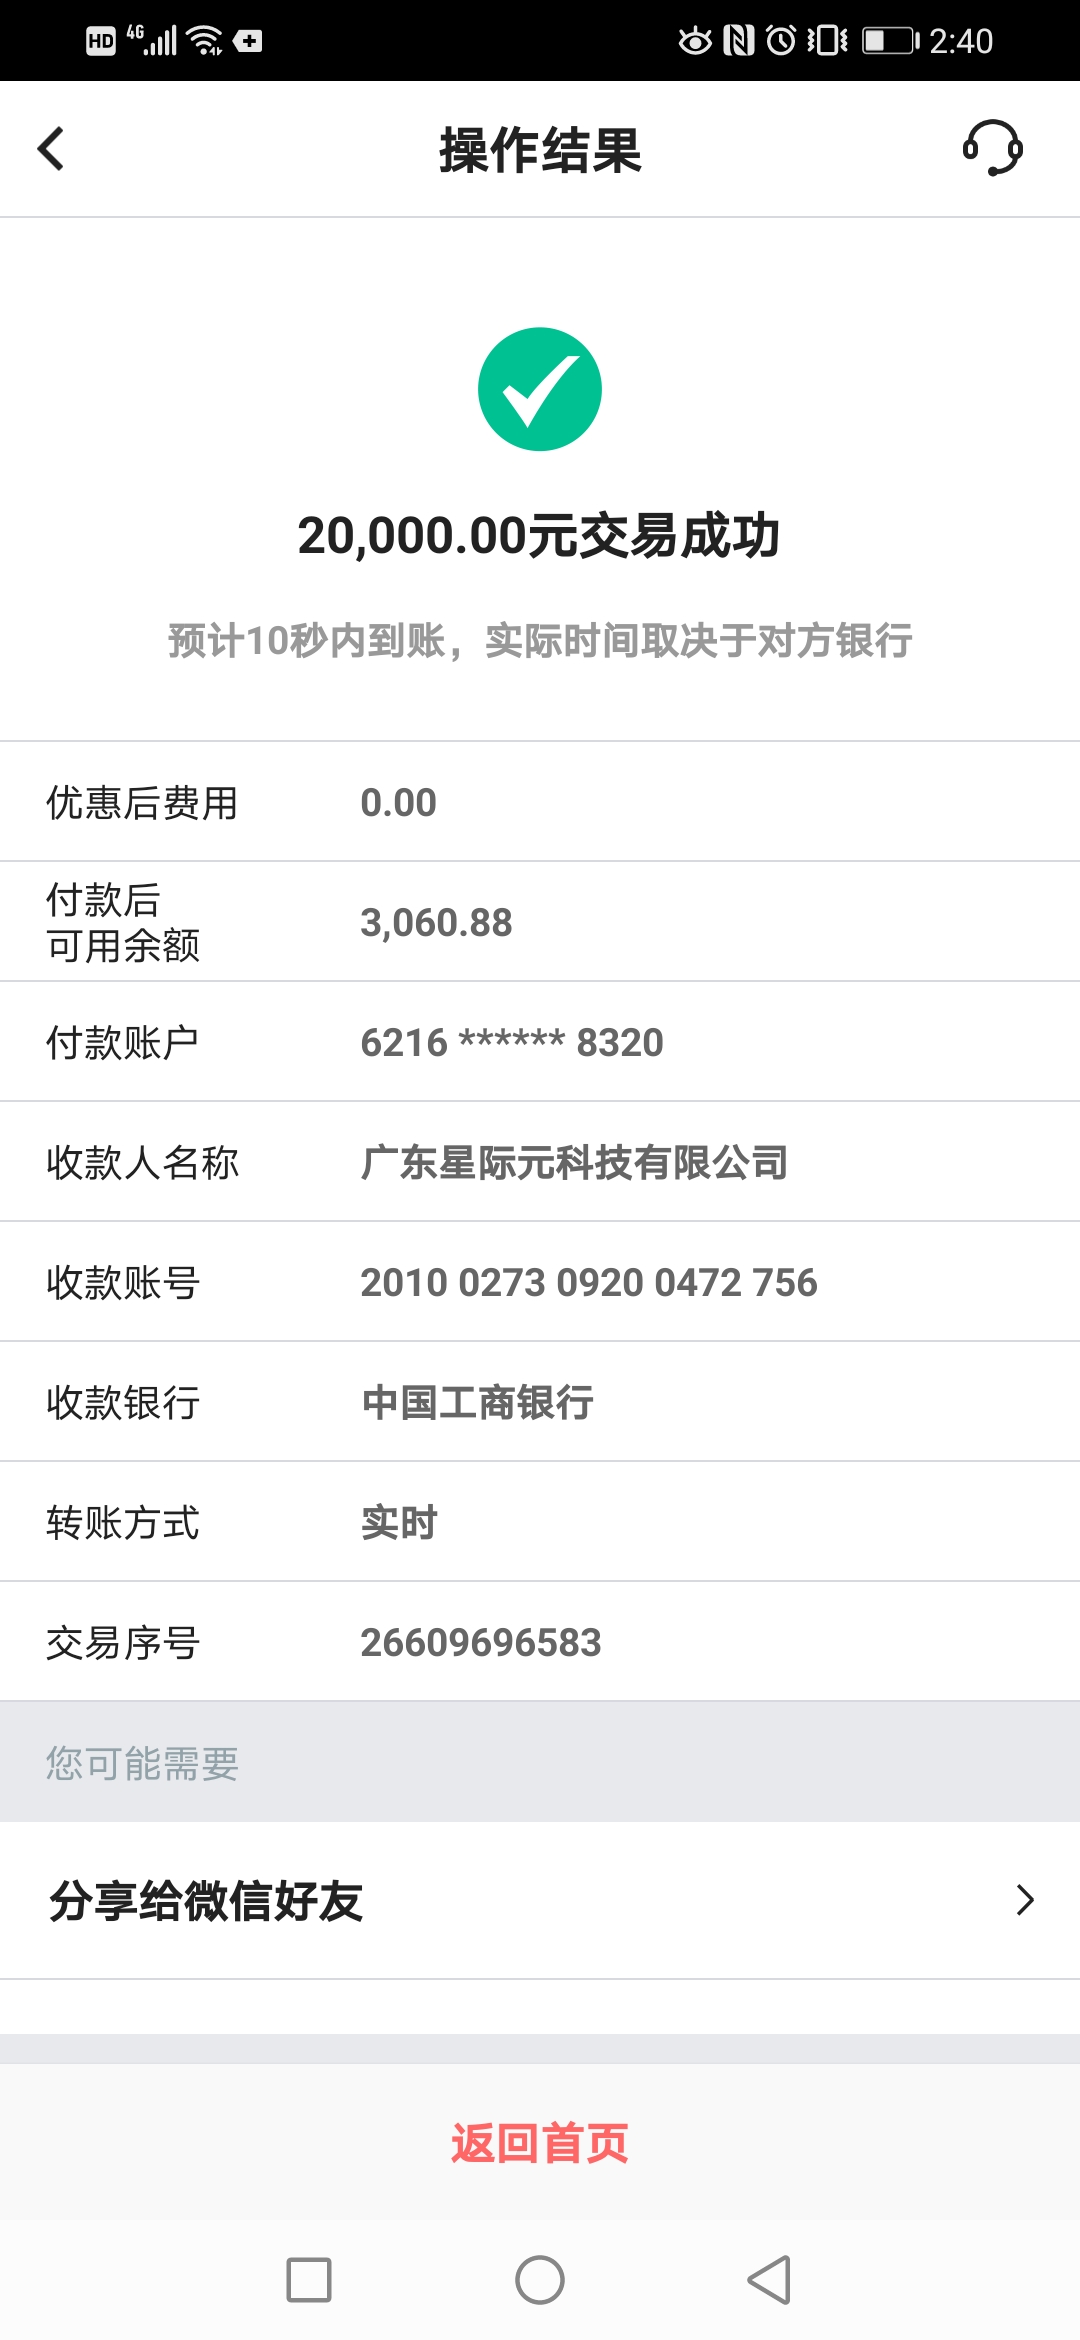 HD 4G 2:40
操作结果
20,000.00元交易成功
预计10秒内到账，实际时间取决于对方银行
优惠后费用 0.00
付款后
可用余额 3,060.88
付款账户 6216 ****** 8320
收款人名称 广东星际元科技有限公司
收款账号 2010 0273 0920 0472 756
收款银行 中国工商银行
转账方式 实时
交易序号 26609696583
您可能需要
分享给微信好友
返回首页